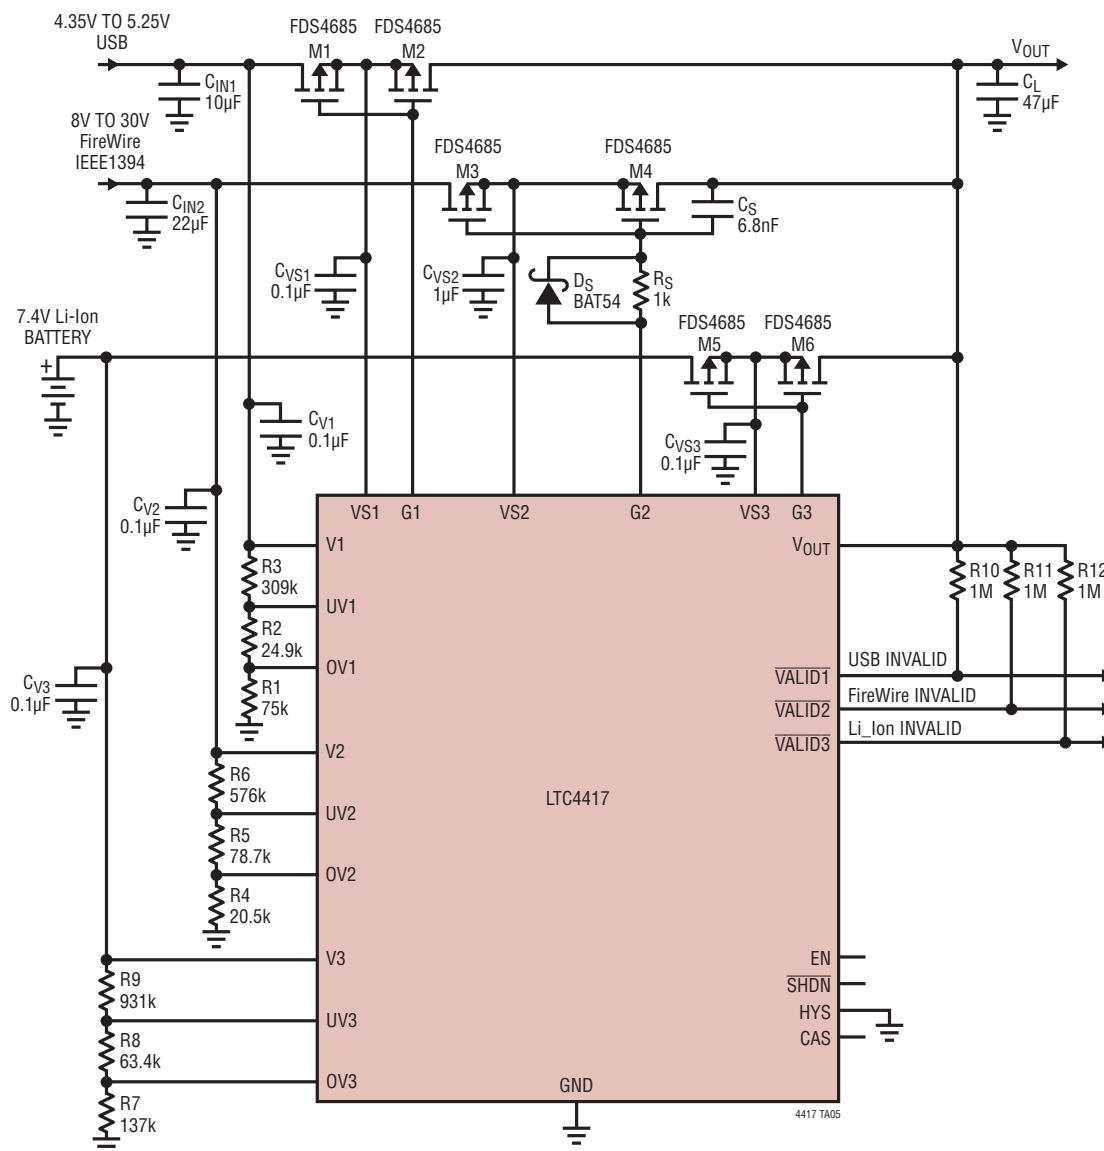 4.35V TO 5.25V
USB
FDS4685
M1
FDS4685
M2
VOUT
CIN1
10µF
CL
47µF
8V TO 30V
FireWire
IEEE1394
FDS4685
M3
FDS4685
M4
CIN2
22µF
CS
6.8nF
CVS1
0.1µF
CVS2
1µF
DS
BAT54
RS
1k
7.4V Li-Ion
BATTERY
+
FDS4685
M5
FDS4685
M6
CV1
0.1µF
CVS3
0.1µF
CV2
0.1µF
VS1
G1
VS2
G2
VS3
G3
V1
VOUT
R3
309k
R10
1M
R11
1M
R12
1M
UV1
R2
24.9k
OV1
USB INVALID
VALID1
CV3
0.1µF
R1
75k
FireWire INVALID
VALID2
Li_Ion INVALID
VALID3
V2
R6
576k
LTC4417
UV2
R5
78.7k
OV2
R4
20.5k
V3
EN
R9
931k
SHDN
HYS
UV3
CAS
R8
63.4k
OV3
GND
R7
137k
4417 TA05